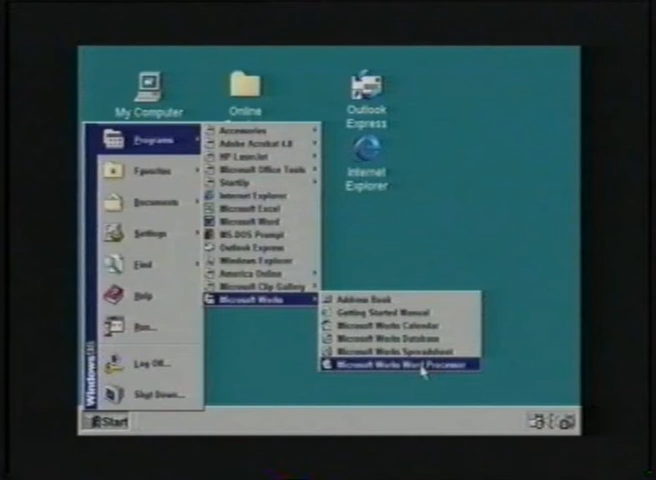 My Computer
Online
Outlook
Express
Internet
Explorer
Programs
Favorites
Documents
Settings
Find
Help
Run...
Log Off...
Shut Down...
Windows98
Start
Accessories
Adobe Acrobat 4.0
HP LaserJet
Microsoft Office Tools
StartUp
Internet Explorer
Microsoft Excel
Microsoft Word
MS-DOS Prompt
Outlook Express
Windows Explorer
America Online
Microsoft Clip Gallery
Microsoft Works
Address Book
Getting Started Manual
Microsoft Works Calendar
Microsoft Works Database
Microsoft Works Spreadsheet
Microsoft Works Word Processor